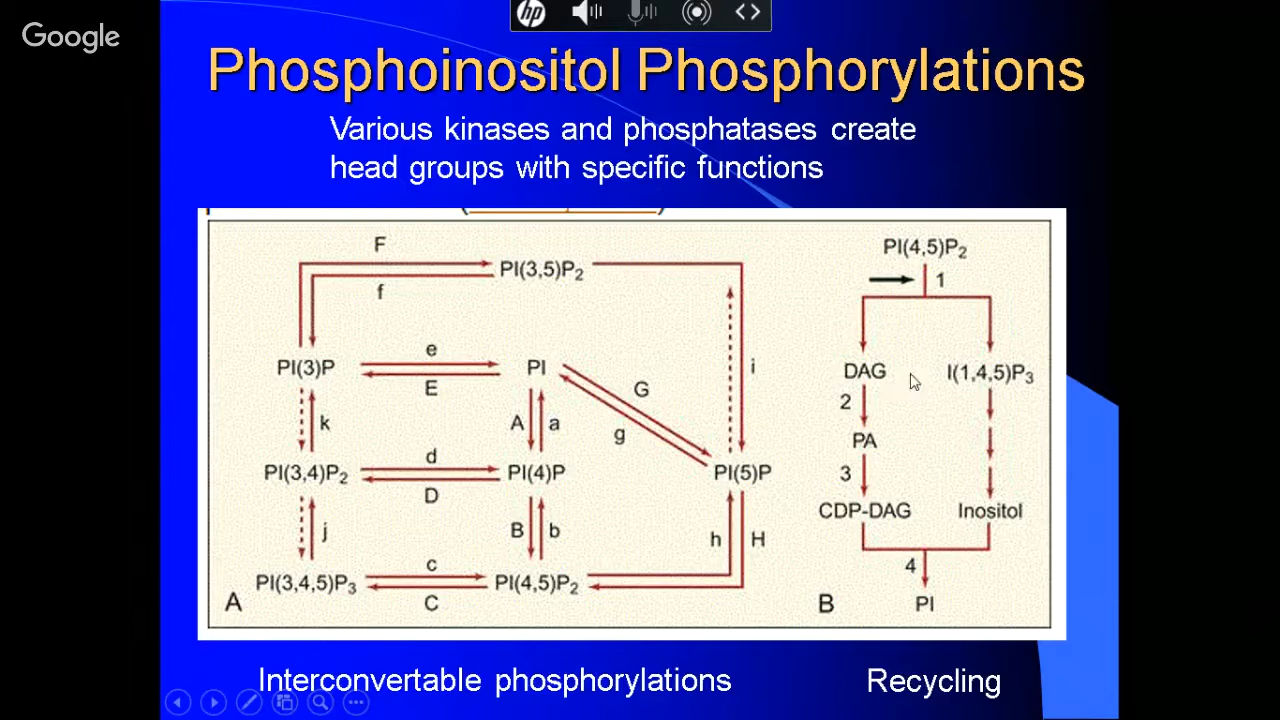 Google
hp
Phosphoinositol Phosphorylations
Various kinases and phosphatases create
head groups with specific functions
F
PI(3,5)P₂
f
PI(3)P
e
PI
E
G
i
k
A
a
g
PI(3,4)P₂
d
PI(4)P
D
PI(5)P
j
B
b
h
H
PI(3,4,5)P₃
c
PI(4,5)P₂
C
A
PI(4,5)P₂
1
DAG
I(1,4,5)P₃
2
PA
3
CDP-DAG
Inositol
4
B
PI
Interconvertable phosphorylations
Recycling